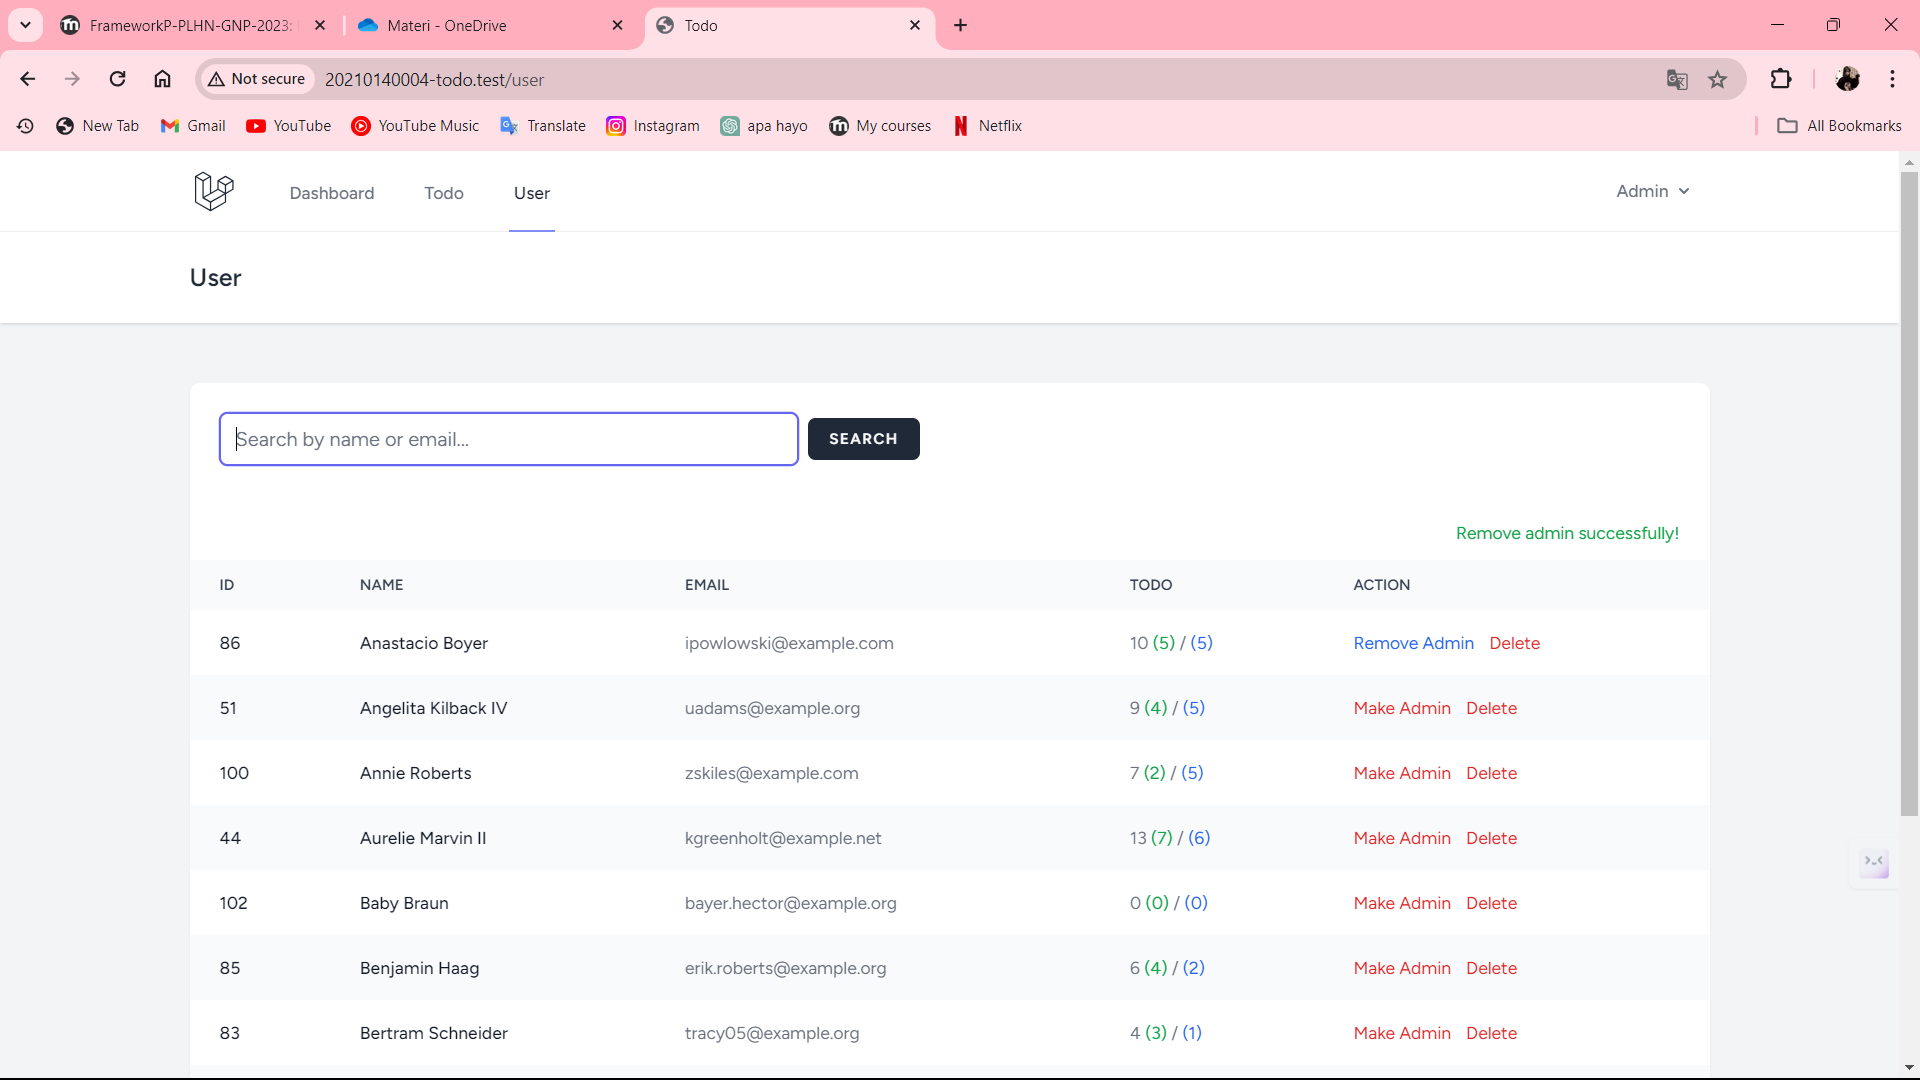 FrameworkP-PLHN-GNP-2023:
Materi - OneDrive
Todo
Not secure
20210140004-todo.test/user
New Tab
Gmail
YouTube
YouTube Music
Translate
Instagram
apa hayo
My courses
Netflix
All Bookmarks
Dashboard
Todo
User
Admin
User
Search by name or email...
SEARCH
Remove admin successfully!
ID NAME EMAIL TODO ACTION
86 Anastacio Boyer ipowlowski@example.com 10 (5) / (5) Remove Admin Delete
51 Angelita Kilback IV uadams@example.org 9 (4) / (5) Make Admin Delete
100 Annie Roberts zskiles@example.com 7 (2) / (5) Make Admin Delete
44 Aurelie Marvin II kgreenholt@example.net 13 (7) / (6) Make Admin Delete
102 Baby Braun bayer.hector@example.org 0 (0) / (0) Make Admin Delete
85 Benjamin Haag erik.roberts@example.org 6 (4) / (2) Make Admin Delete
83 Bertram Schneider tracy05@example.org 4 (3) / (1) Make Admin Delete